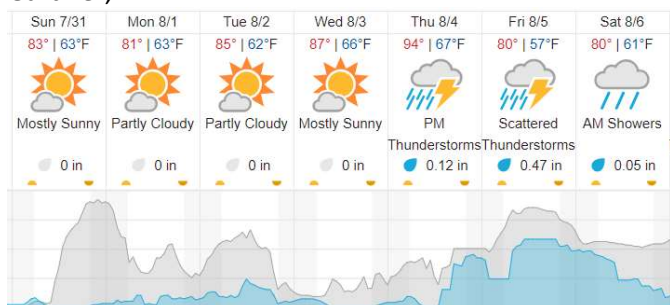 Sun 7/31 Mon 8/1 Tue 8/2 Wed 8/3 Thu 8/4 Fri 8/5 Sat 8/6
83° | 63°F 81° | 63°F 85° | 62°F 87° | 66°F 94° | 67°F 80° | 57°F 80° | 61°F
Mostly Sunny Partly Cloudy Partly Cloudy Mostly Sunny PM Scattered AM Showers
Thunderstorms Thunderstorms
0 in 0 in 0 in 0 in 0.12 in 0.47 in 0.05 in